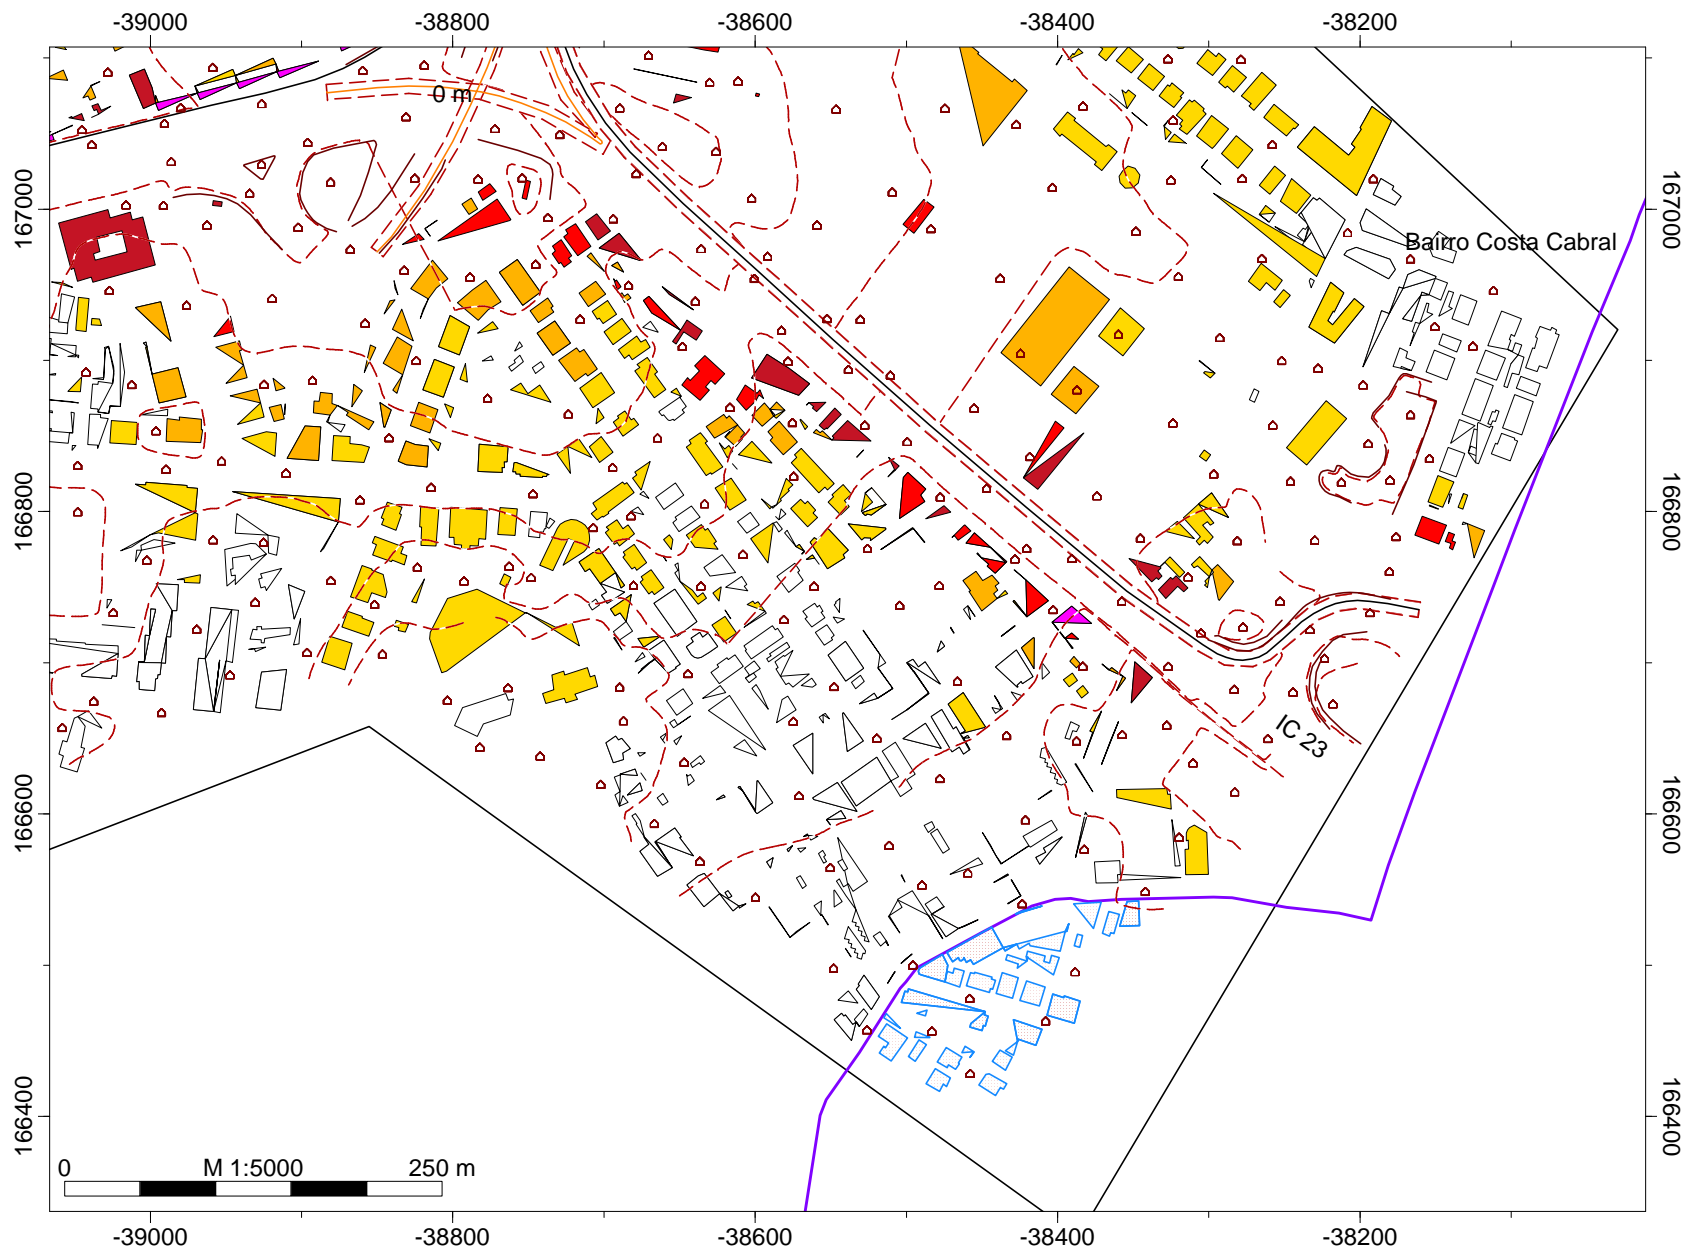 -39000 -38800 -38600 -38400 -38200
0 m
167000 167000
Bairro Costa Cabral
166800 166800
IC 23
166600 166600
166400 166400
0 M 1:5000 250 m
-39000 -38800 -38600 -38400 -38200